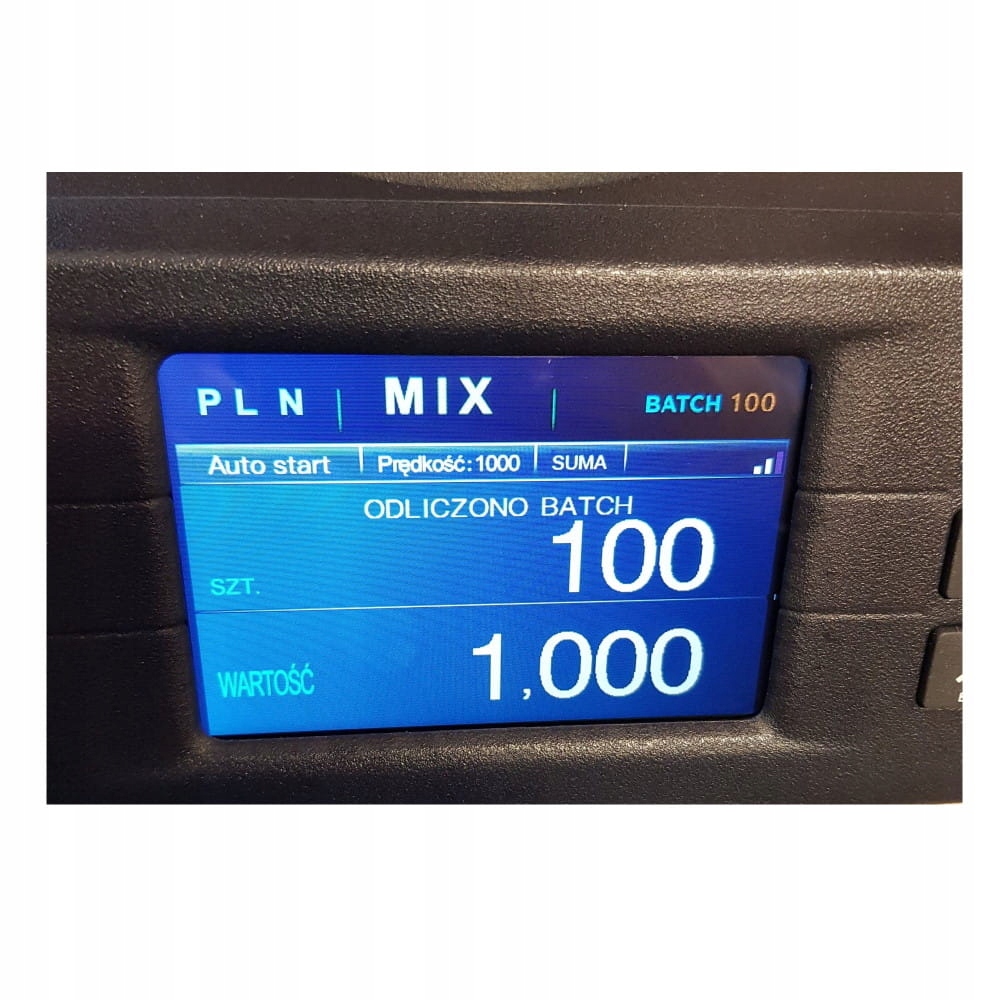 PLN | MIX | BATCH 100
Auto start | Prędkość: 1000 | SUMA |
ODLICZONO BATCH
100
SZT.
1,000
WARTOŚĆ